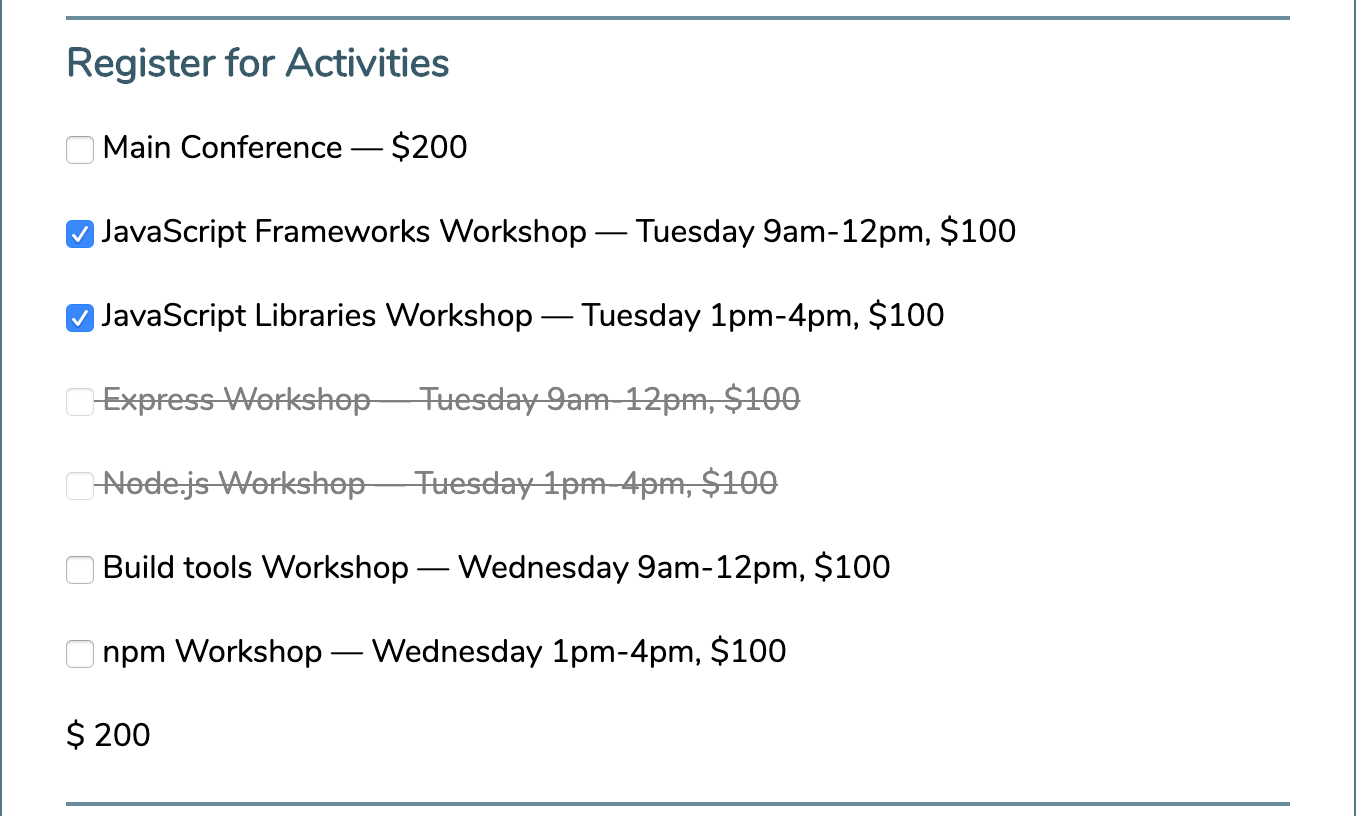 Register for Activities
Main Conference — $200
JavaScript Frameworks Workshop — Tuesday 9am-12pm, $100
JavaScript Libraries Workshop — Tuesday 1pm-4pm, $100
Express Workshop — Tuesday 9am-12pm, $100
Node.js Workshop — Tuesday 1pm-4pm, $100
Build tools Workshop — Wednesday 9am-12pm, $100
npm Workshop — Wednesday 1pm-4pm, $100
$ 200